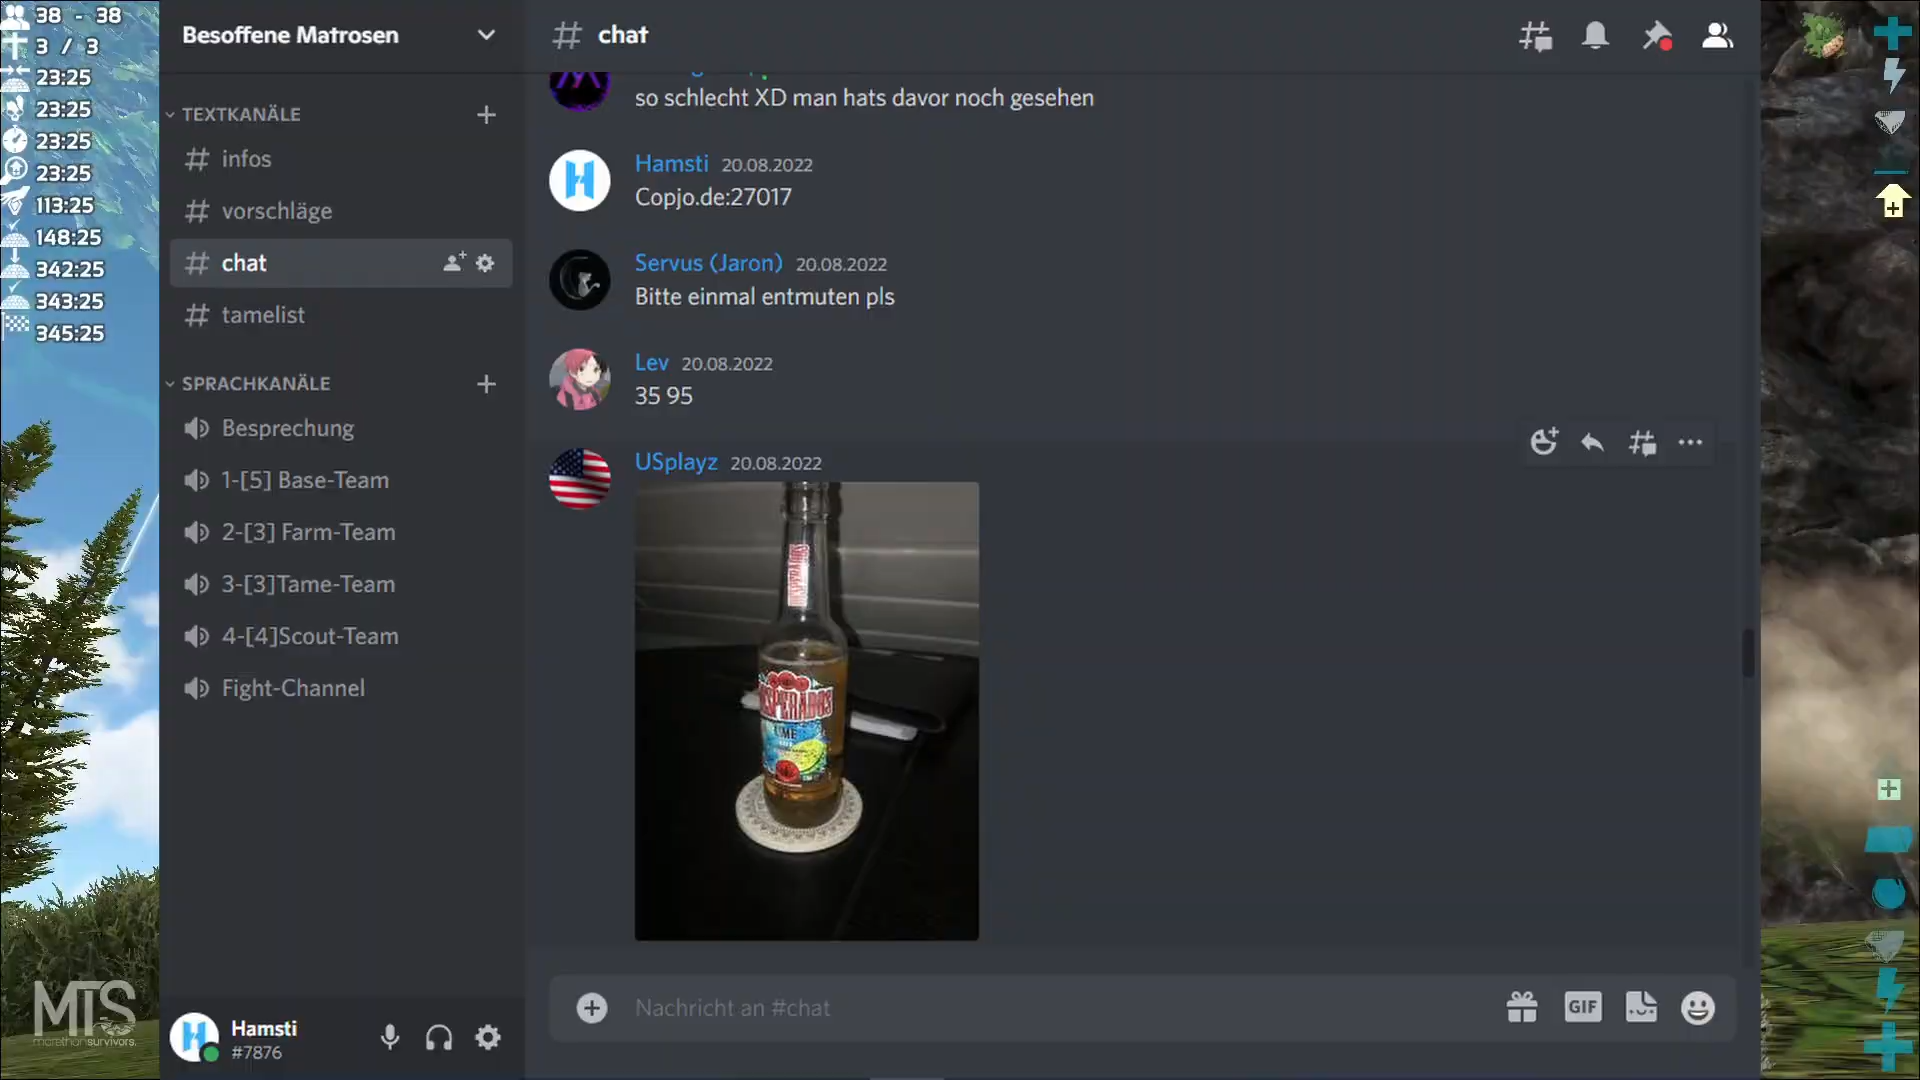 38 - 38
3 / 3
23:25
23:25
23:25
23:25
113:25
148:25
342:25
343:25
345:25
MTS
morethansurvivors.
Besoffene Matrosen
TEXTKANÄLE
infos
vorschläge
chat
tamelist
SPRACHKANÄLE
Besprechung
1-[5] Base-Team
2-[3] Farm-Team
3-[3]Tame-Team
4-[4]Scout-Team
Fight-Channel
Hamsti
#7876
# chat
so schlecht XD man hats davor noch gesehen
Hamsti 20.08.2022
Copjo.de:27017
Servus (Jaron) 20.08.2022
Bitte einmal entmuten pls
Lev 20.08.2022
35 95
USplayz 20.08.2022
DESPERADOS
DESPERADOS
LIME
Nachricht an #chat
GIF